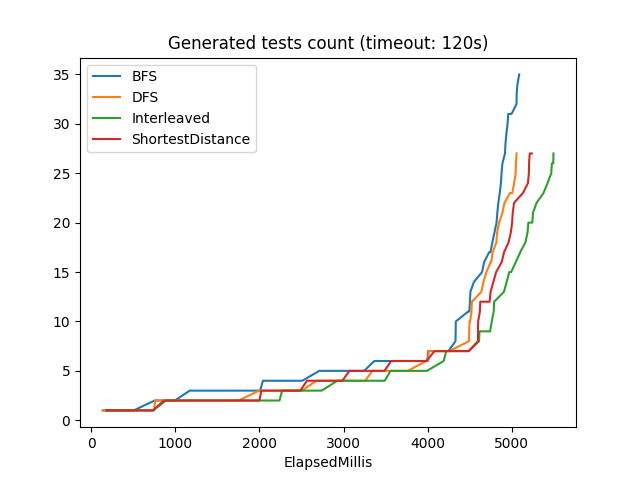 Generated tests count (timeout: 120s)
BFS
DFS
Interleaved
ShortestDistance
35
30
25
20
15
10
5
0
0 1000 2000 3000 4000 5000
ElapsedMillis